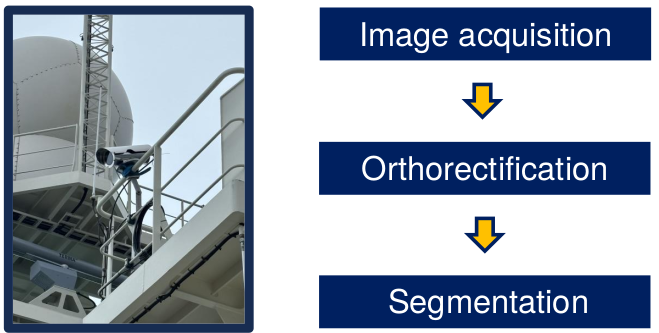 Image acquisition
Orthorectification
Segmentation